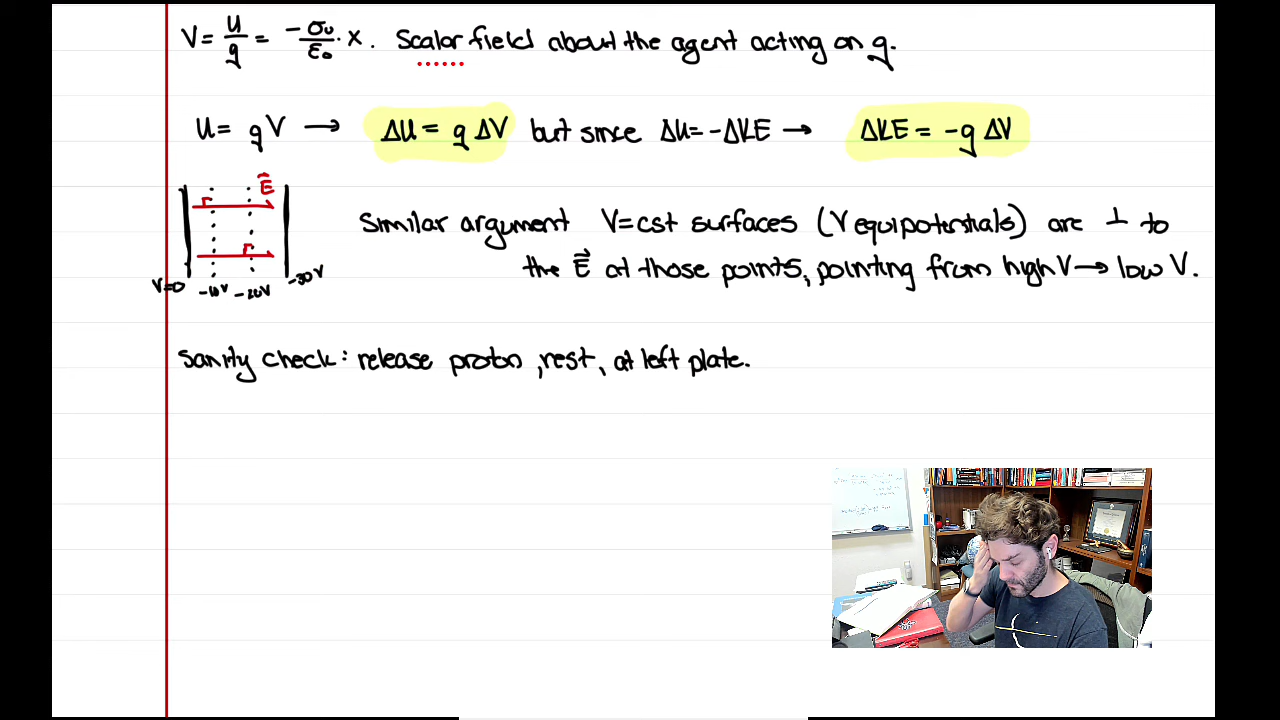 V = U/q = -σ₀/ε₀ · x. Scalar field about the agent acting on q.
U = qV → ΔU = q ΔV but since ΔU = -ΔKE → ΔKE = -q ΔV
E⃗
Similar argument V=cst surfaces (V equipotentials) are ⊥ to
the E⃗ at those points, pointing from high V → low V.
V=0 -10V -20V -30V
Sanity check: release proton, rest, at left plate.